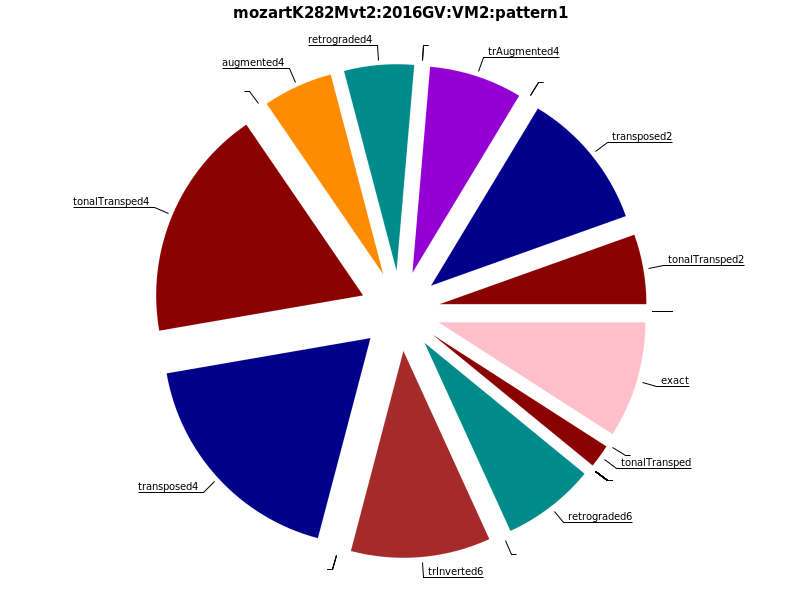 mozartK282Mvt2:2016GV:VM2:pattern1
retrograded4
trAugmented4
augmented4
transposed2
tonalTransped4
tonalTransped2
exact
tonalTransped
transposed4
retrograded6
trInverted6